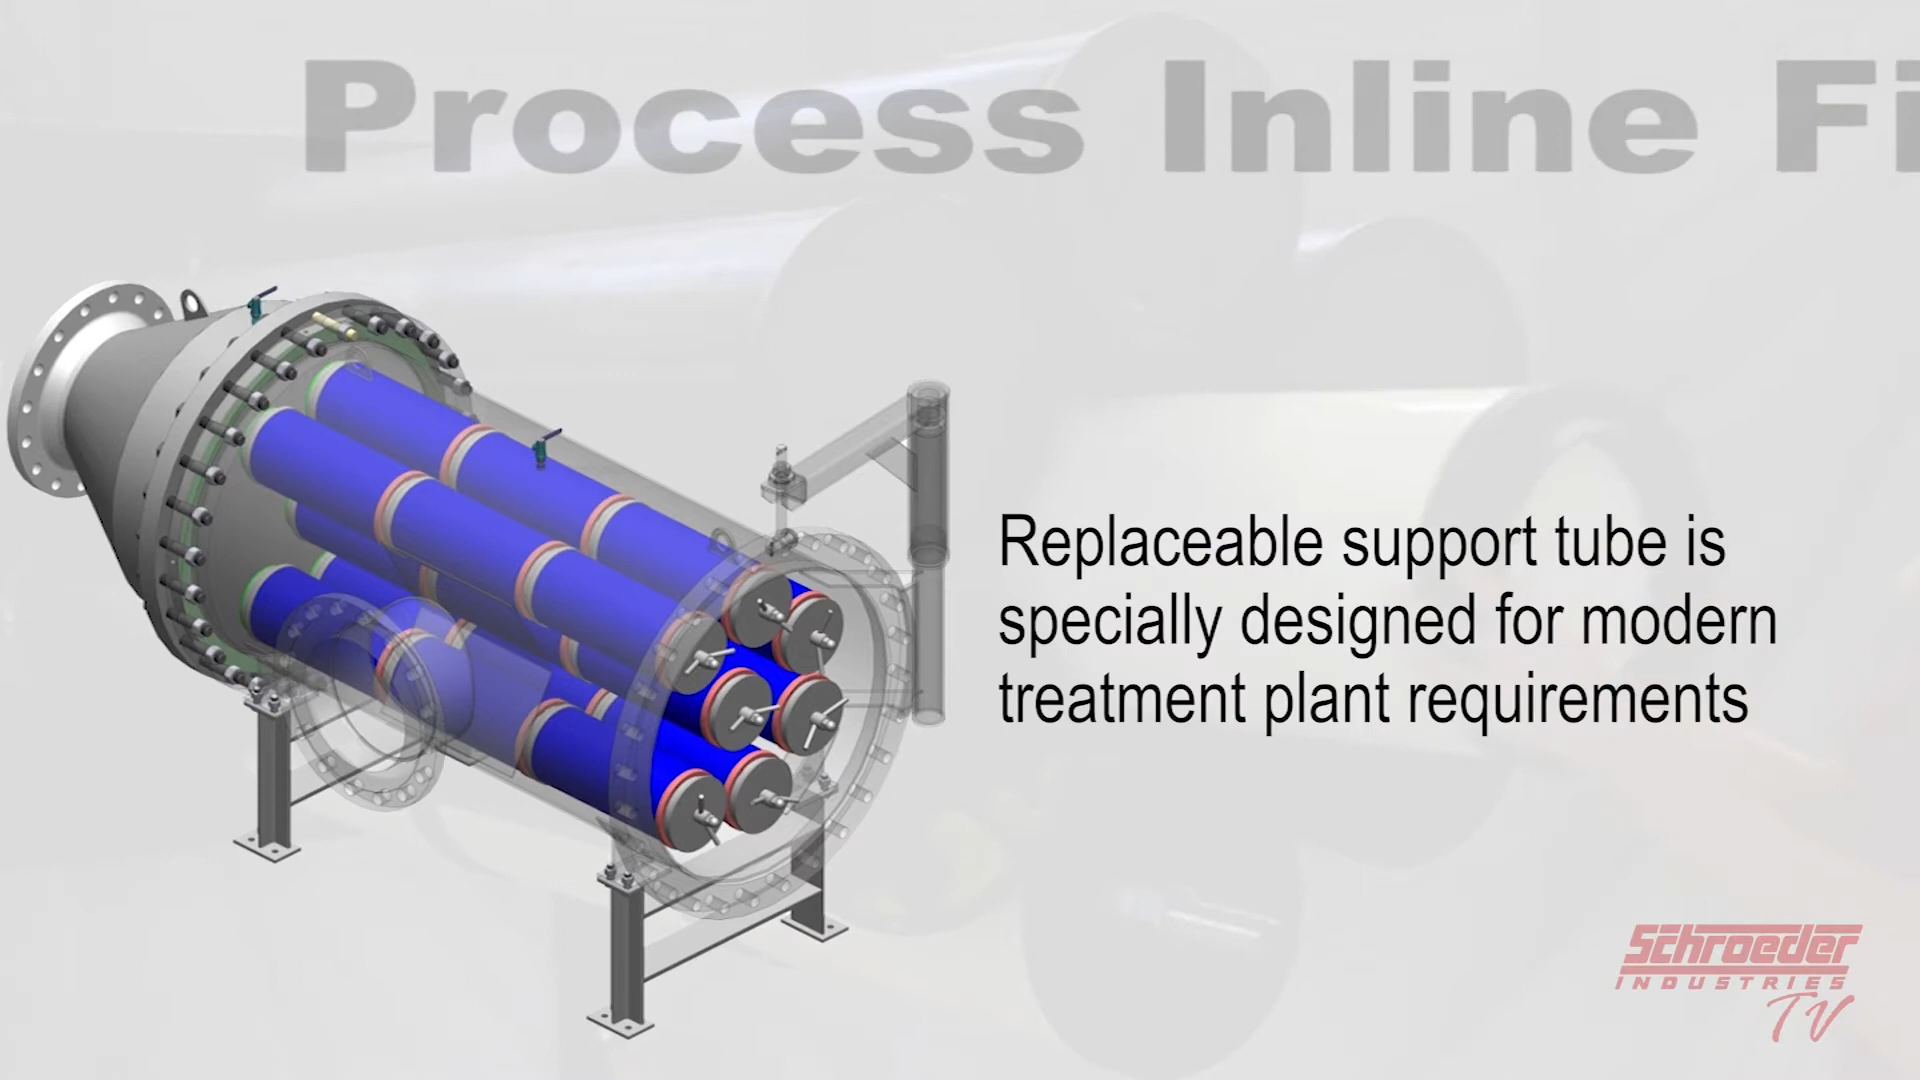 Process Inline Fi
Replaceable support tube is
specially designed for modern
treatment plant requirements
Schroeder
INDUSTRIES
TV